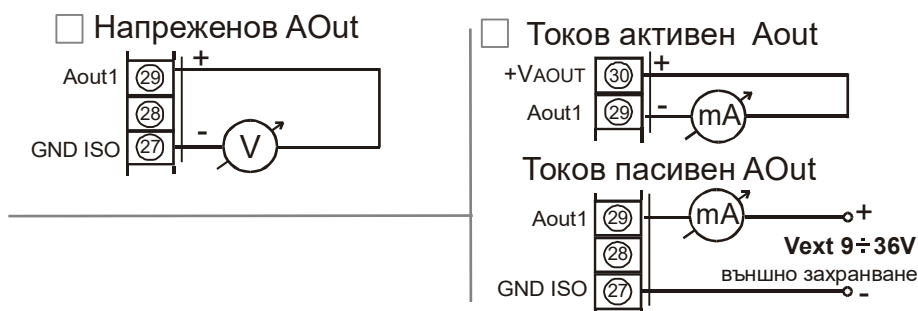 Напреженов AOut
+
Aout1 29
28
GND ISO 27 - V
Токов активен Aout
+VAOUT 30 +
Aout1 29 - mA
Токов пасивен AOut
Aout1 29 mA +
28 Vext 9÷36V
външно захранване
GND ISO 27 -